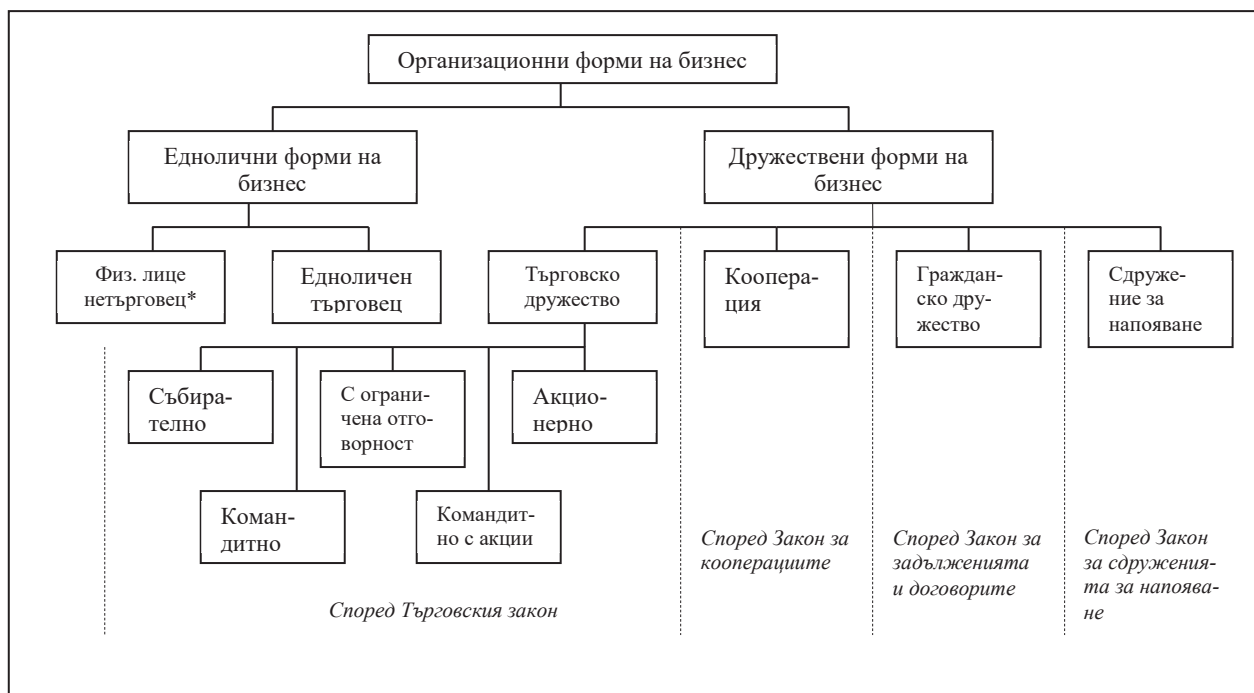 Организационни форми на бизнес
Еднолични форми на
бизнес
Дружествени форми на
бизнес
Физ. лице
нетърговец*
Едноличен
търговец
Търговско
дружество
Коопера-
ция
Граждан-
ско дру-
жество
Сдруже-
ние за
напояване
Събира-
телно
С ограни-
чена отго-
ворност
Акцио-
нерно
Коман-
дитно
Командит-
но с акции
Според Закон за
кооперациите
Според Закон за
задълженията
и договорите
Според Закон
за сдружения-
та за напоява-
не
Според Търговския закон